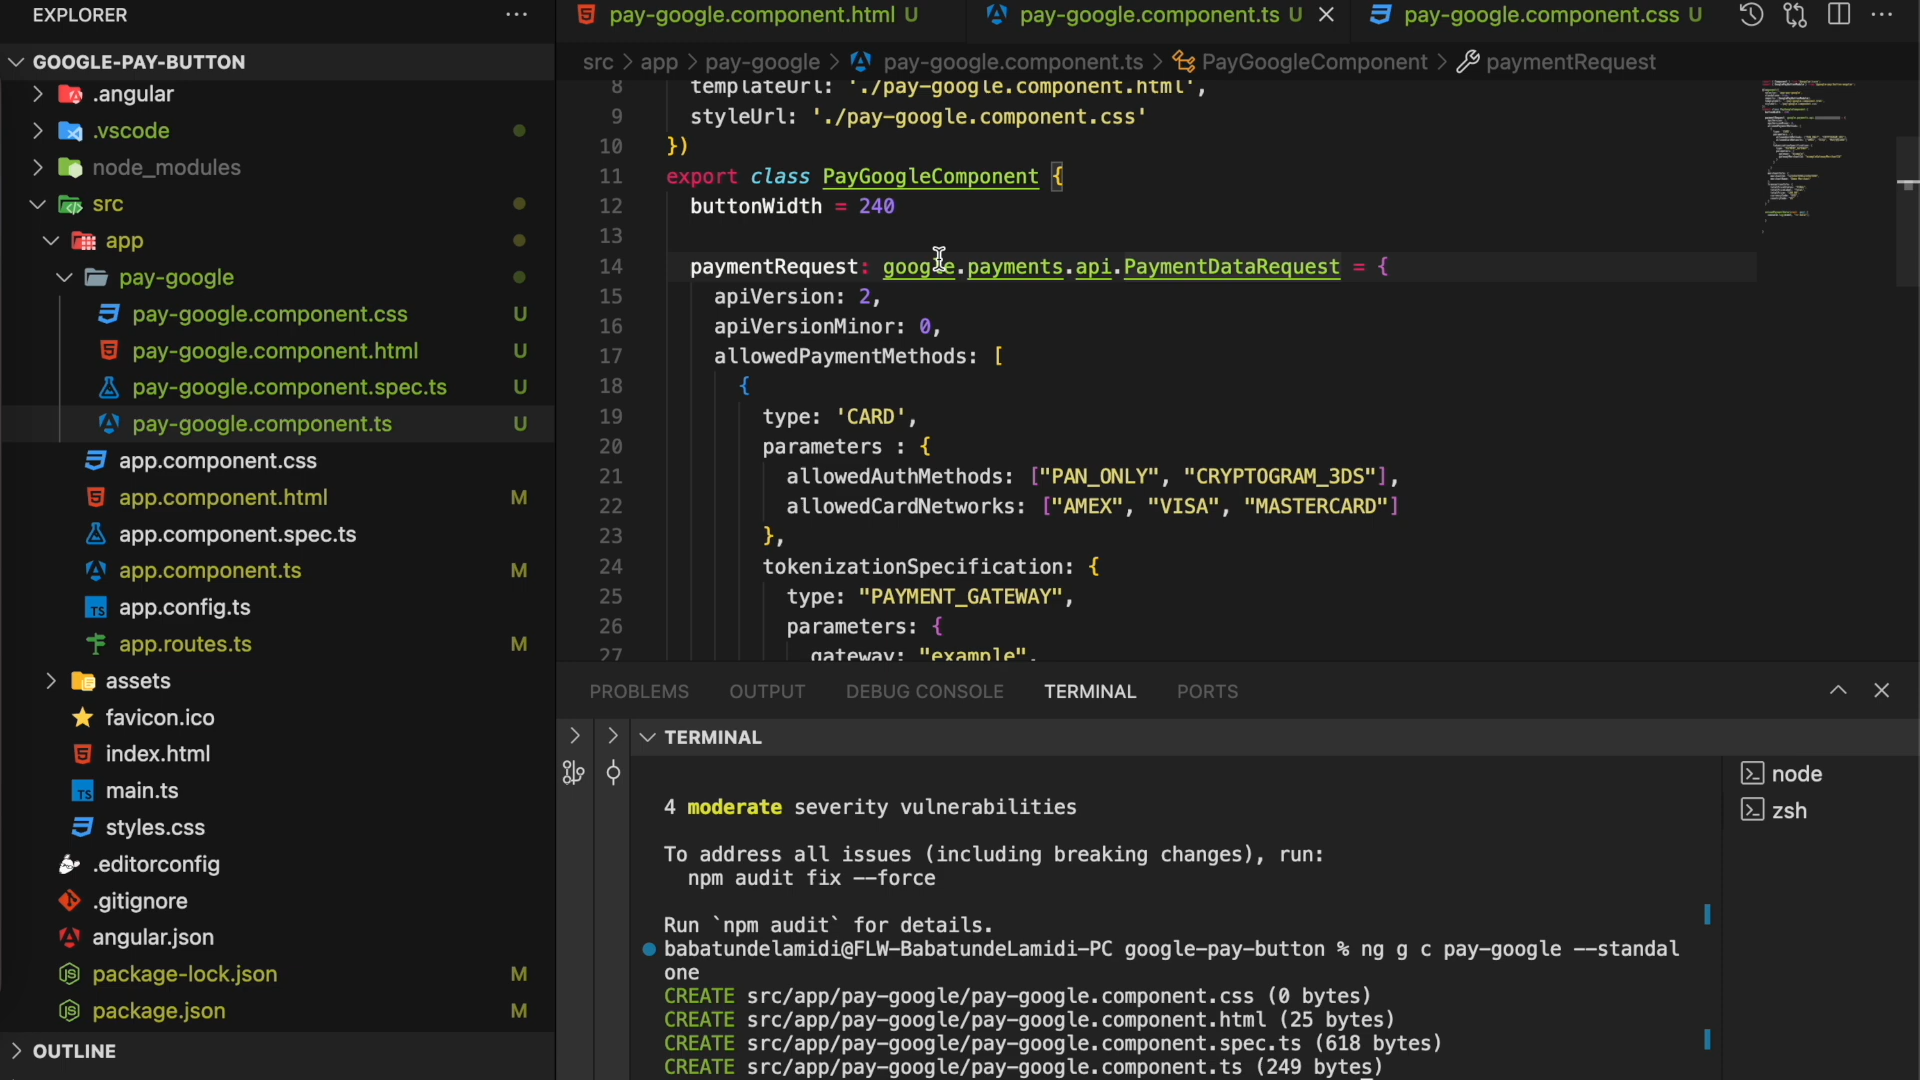 EXPLORER
GOOGLE-PAY-BUTTON
.angular
.vscode
node_modules
src
app
pay-google
pay-google.component.css U
pay-google.component.html U
pay-google.component.spec.ts U
pay-google.component.ts U
app.component.css
app.component.html M
app.component.spec.ts
app.component.ts M
app.config.ts
app.routes.ts M
assets
favicon.ico
index.html
main.ts
styles.css
.editorconfig
.gitignore
angular.json
package-lock.json M
package.json M
OUTLINE
pay-google.component.html U
pay-google.component.ts U
pay-google.component.css U
src > app > pay-google > pay-google.component.ts > PayGoogleComponent > paymentRequest
8 templateUrl: './pay-google.component.html',
9 styleUrl: './pay-google.component.css'
10 })
11 export class PayGoogleComponent {
12 buttonWidth = 240
13
14 paymentRequest: google.payments.api.PaymentDataRequest = {
15 apiVersion: 2,
16 apiVersionMinor: 0,
17 allowedPaymentMethods: [
18 {
19 type: 'CARD',
20 parameters : {
21 allowedAuthMethods: ["PAN_ONLY", "CRYPTOGRAM_3DS"],
22 allowedCardNetworks: ["AMEX", "VISA", "MASTERCARD"]
23 },
24 tokenizationSpecification: {
25 type: "PAYMENT_GATEWAY",
26 parameters: {
27 gateway: "example",
PROBLEMS OUTPUT DEBUG CONSOLE TERMINAL PORTS
TERMINAL
4 moderate severity vulnerabilities
To address all issues (including breaking changes), run:
npm audit fix --force
Run `npm audit` for details.
babatundelamidi@FLW-BabatundeLamidi-PC google-pay-button % ng g c pay-google --standal
one
CREATE src/app/pay-google/pay-google.component.css (0 bytes)
CREATE src/app/pay-google/pay-google.component.html (25 bytes)
CREATE src/app/pay-google/pay-google.component.spec.ts (618 bytes)
CREATE src/app/pay-google/pay-google.component.ts (249 bytes)
node
zsh